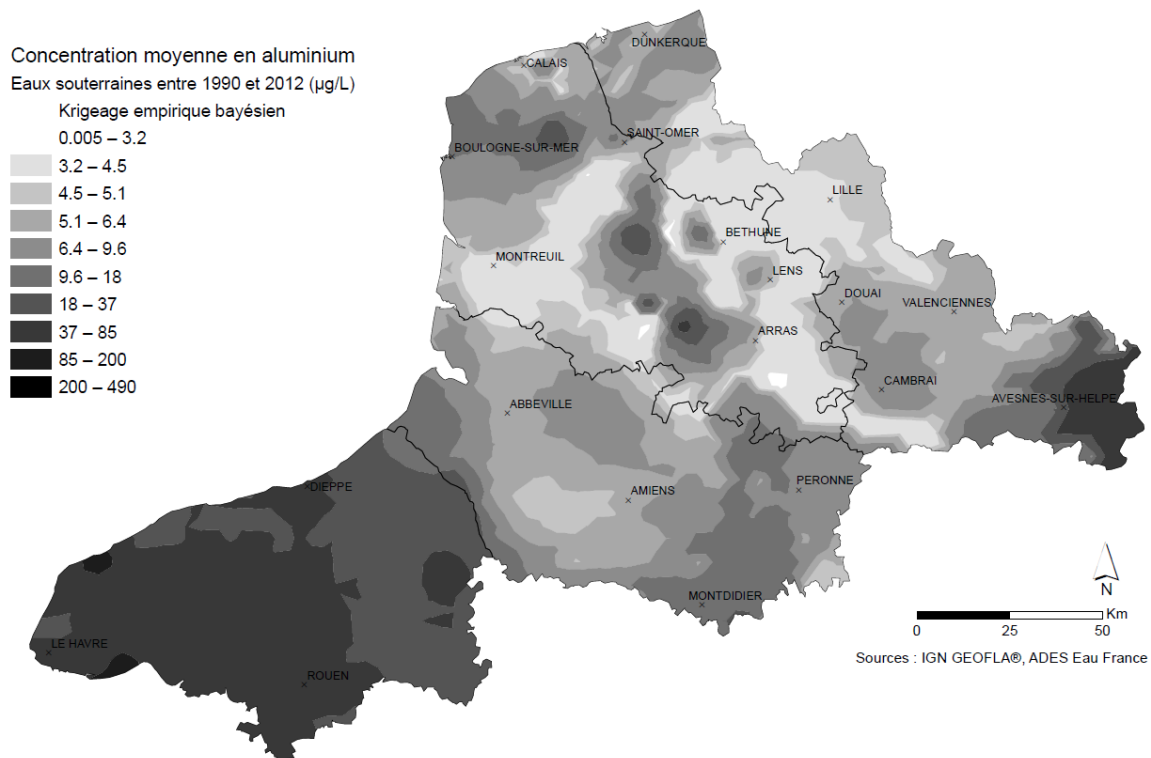 Concentration moyenne en aluminium
Eaux souterraines entre 1990 et 2012 (µg/L)
Krigeage empirique bayésien
0.005 – 3.2
3.2 – 4.5
4.5 – 5.1
5.1 – 6.4
6.4 – 9.6
9.6 – 18
18 – 37
37 – 85
85 – 200
200 – 490
DUNKERQUE
CALAIS
SAINT-OMER
BOULOGNE-SUR-MER
LILLE
BETHUNE
MONTREUIL
LENS
DOUAI
VALENCIENNES
ARRAS
CAMBRAI
AVESNES-SUR-HELPE
ABBEVILLE
DIEPPE
AMIENS
PERONNE
MONTDIDIER
LE HAVRE
ROUEN
N
Km
0 25 50
Sources : IGN GEOFLA®, ADES Eau France